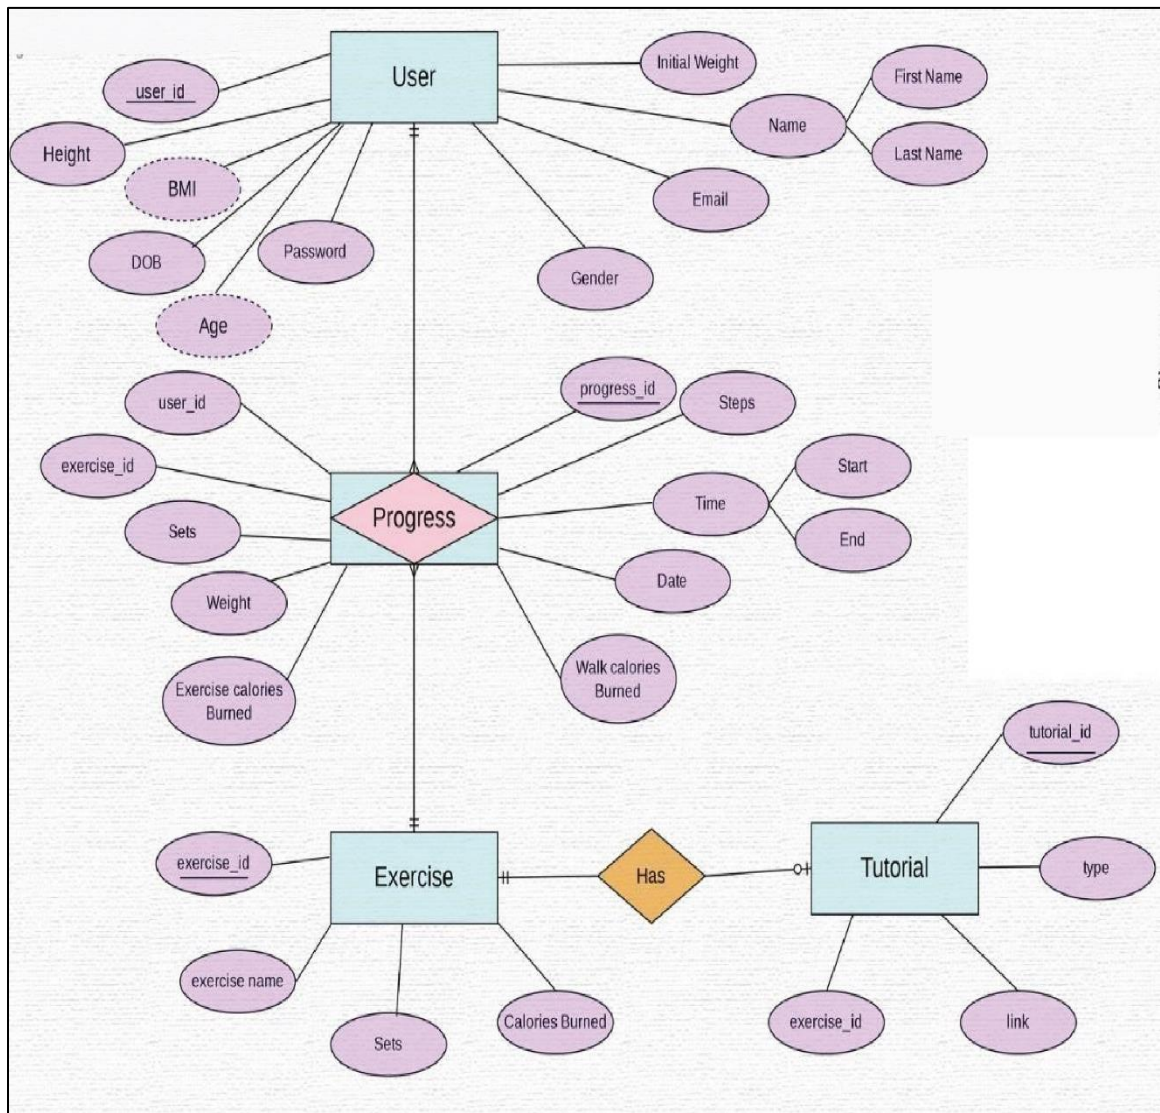 User
user_id
Initial Weight
First Name
Name
Last Name
Height
BMI
Email
DOB
Password
Gender
Age
user_id
progress_id
Steps
exercise_id
Start
Time
Progress
Sets
End
Date
Weight
Exercise calories
Burned
Walk calories
Burned
tutorial_id
exercise_id
Exercise
Has
Tutorial
type
exercise name
Sets
Calories Burned
exercise_id
link